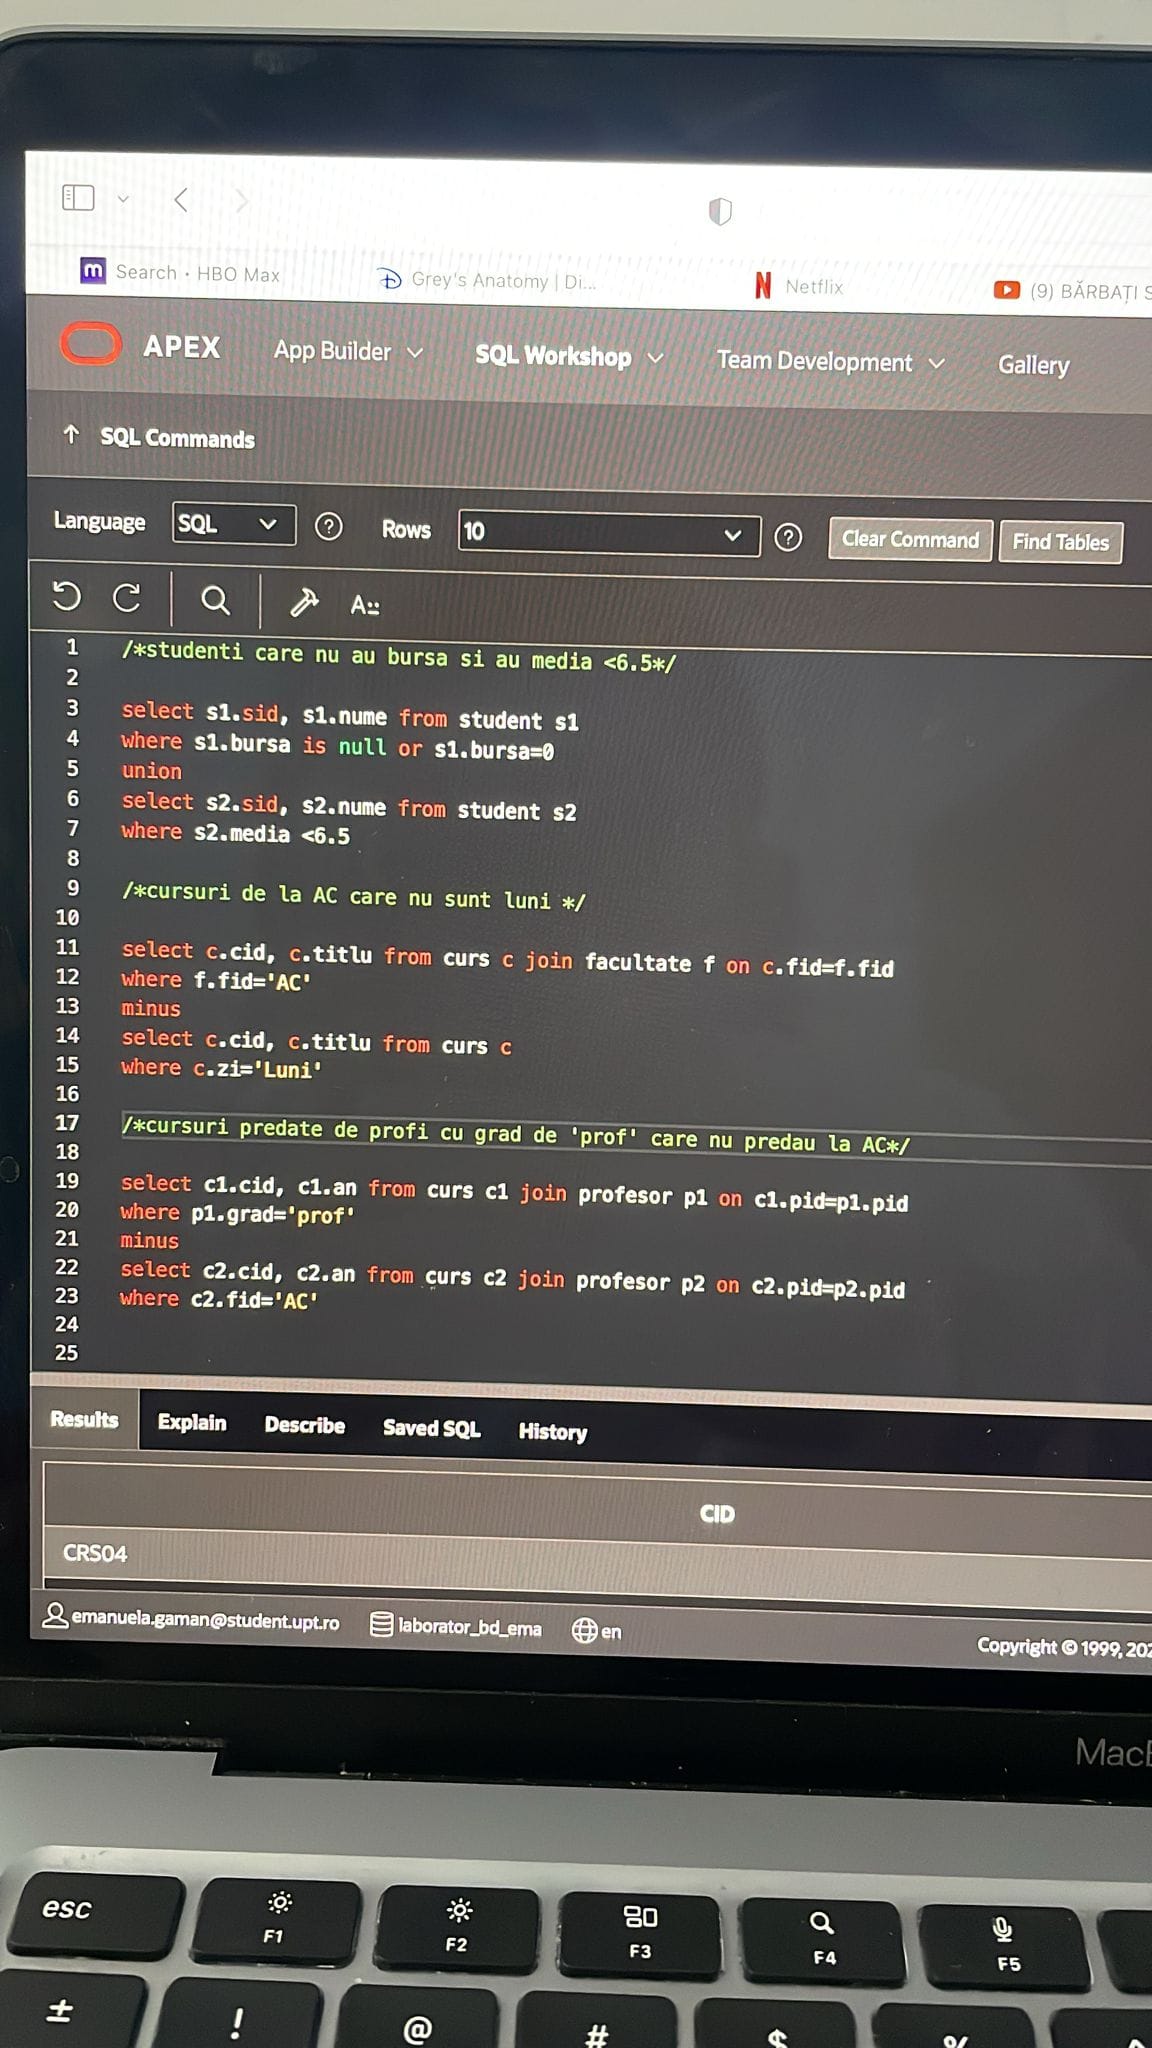 Search • HBO Max
Grey's Anatomy | Di...
Netflix
(9) BĂRBAȚI S
APEX
App Builder
SQL Workshop
Team Development
Gallery
SQL Commands
Language
SQL
Rows
10
Clear Command
Find Tables
1 /*studenti care nu au bursa si au media <6.5*/
2
3 select s1.sid, s1.nume from student s1
4 where s1.bursa is null or s1.bursa=0
5 union
6 select s2.sid, s2.nume from student s2
7 where s2.media <6.5
8
9 /*cursuri de la AC care nu sunt luni */
10
11 select c.cid, c.titlu from curs c join facultate f on c.fid=f.fid
12 where f.fid='AC'
13 minus
14 select c.cid, c.titlu from curs c
15 where c.zi='Luni'
16
17 /*cursuri predate de profi cu grad de 'prof' care nu predau la AC*/
18
19 select c1.cid, c1.an from curs c1 join profesor p1 on c1.pid=p1.pid
20 where p1.grad='prof'
21 minus
22 select c2.cid, c2.an from curs c2 join profesor p2 on c2.pid=p2.pid
23 where c2.fid='AC'
24
25
Results
Explain
Describe
Saved SQL
History
CID
CRS04
emanuela.gaman@student.upt.ro
laborator_bd_ema
en
Copyright © 1999, 202
MacB
esc
F1
F2
F3
F4
F5
±
!
@
#
$
%